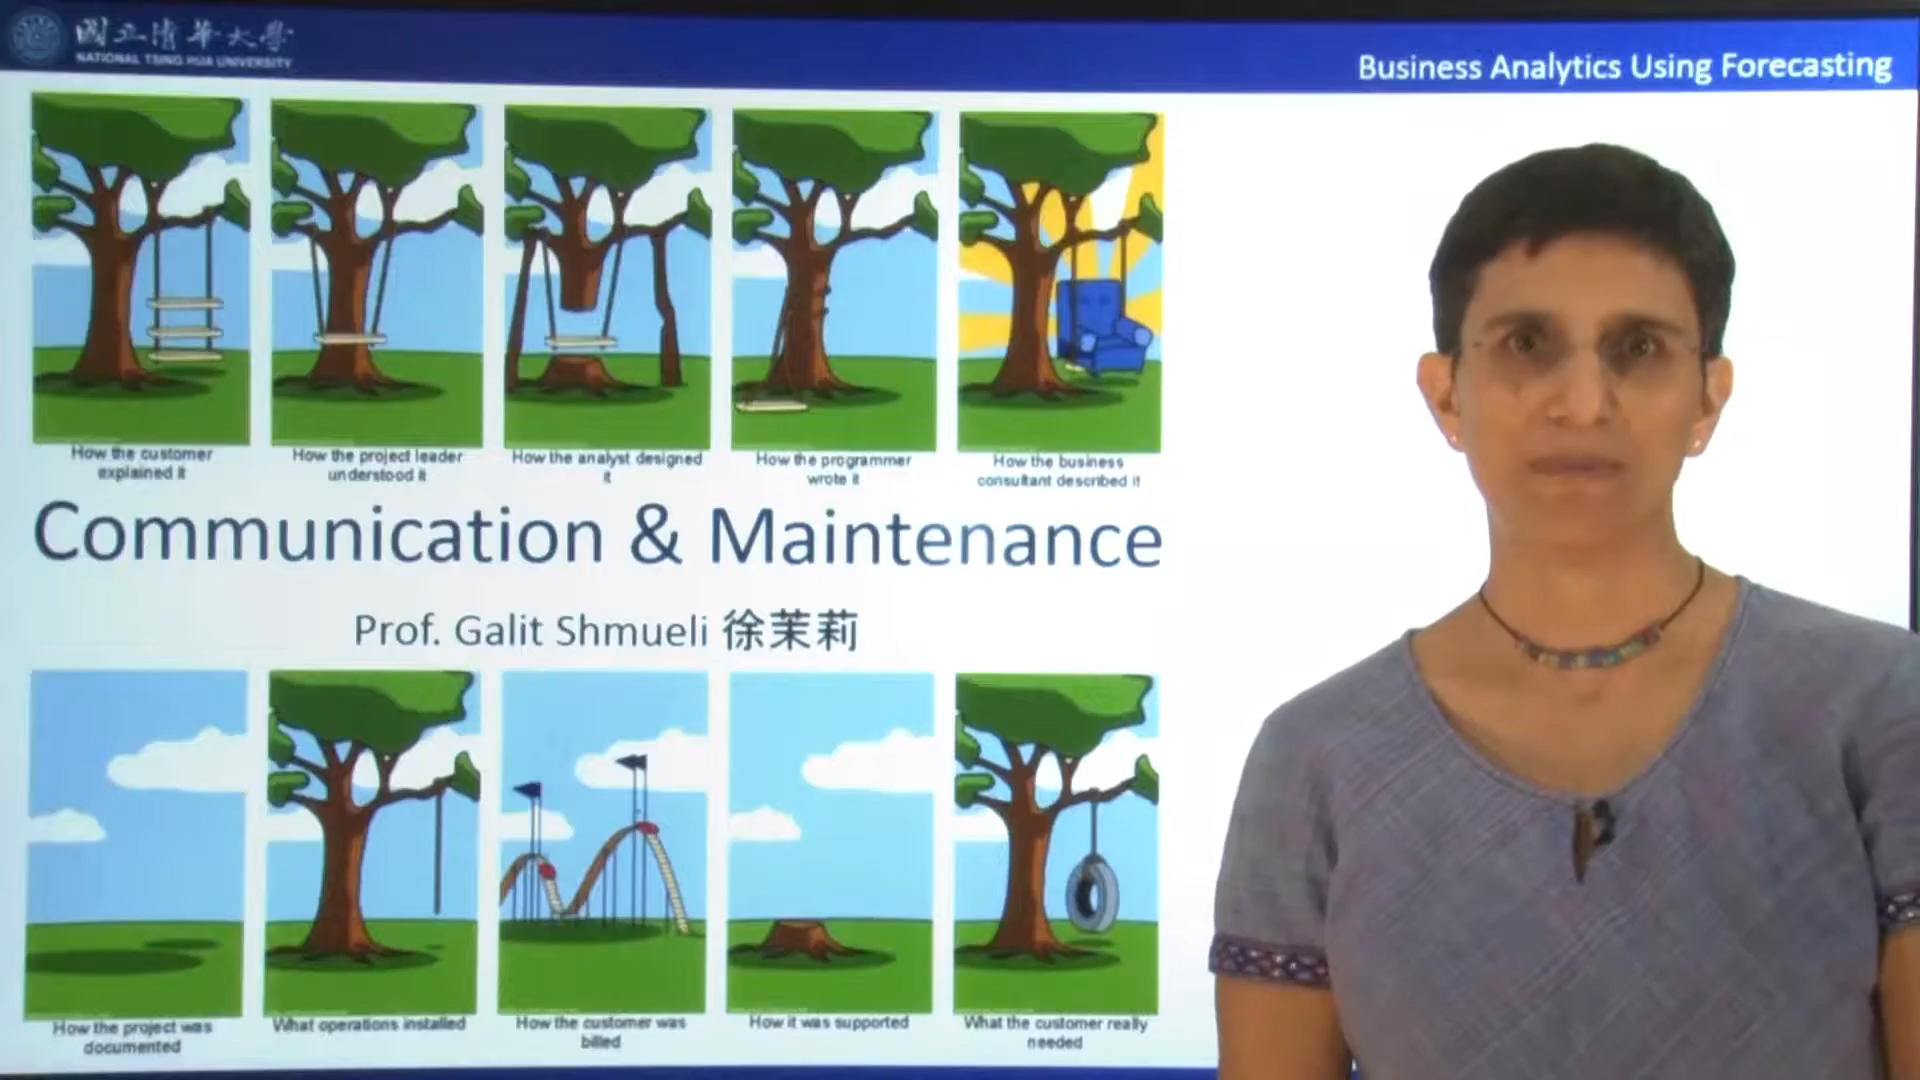 國立清華大學
NATIONAL TSING HUA UNIVERSITY
Business Analytics Using Forecasting
How the customer
explained it
How the project leader
understood it
How the analyst designed
it
How the programmer
wrote it
How the business
consultant described it
Communication & Maintenance
Prof. Galit Shmueli 徐茉莉
How the project was
documented
What operations installed
How the customer was
billed
How it was supported
What the customer really
needed